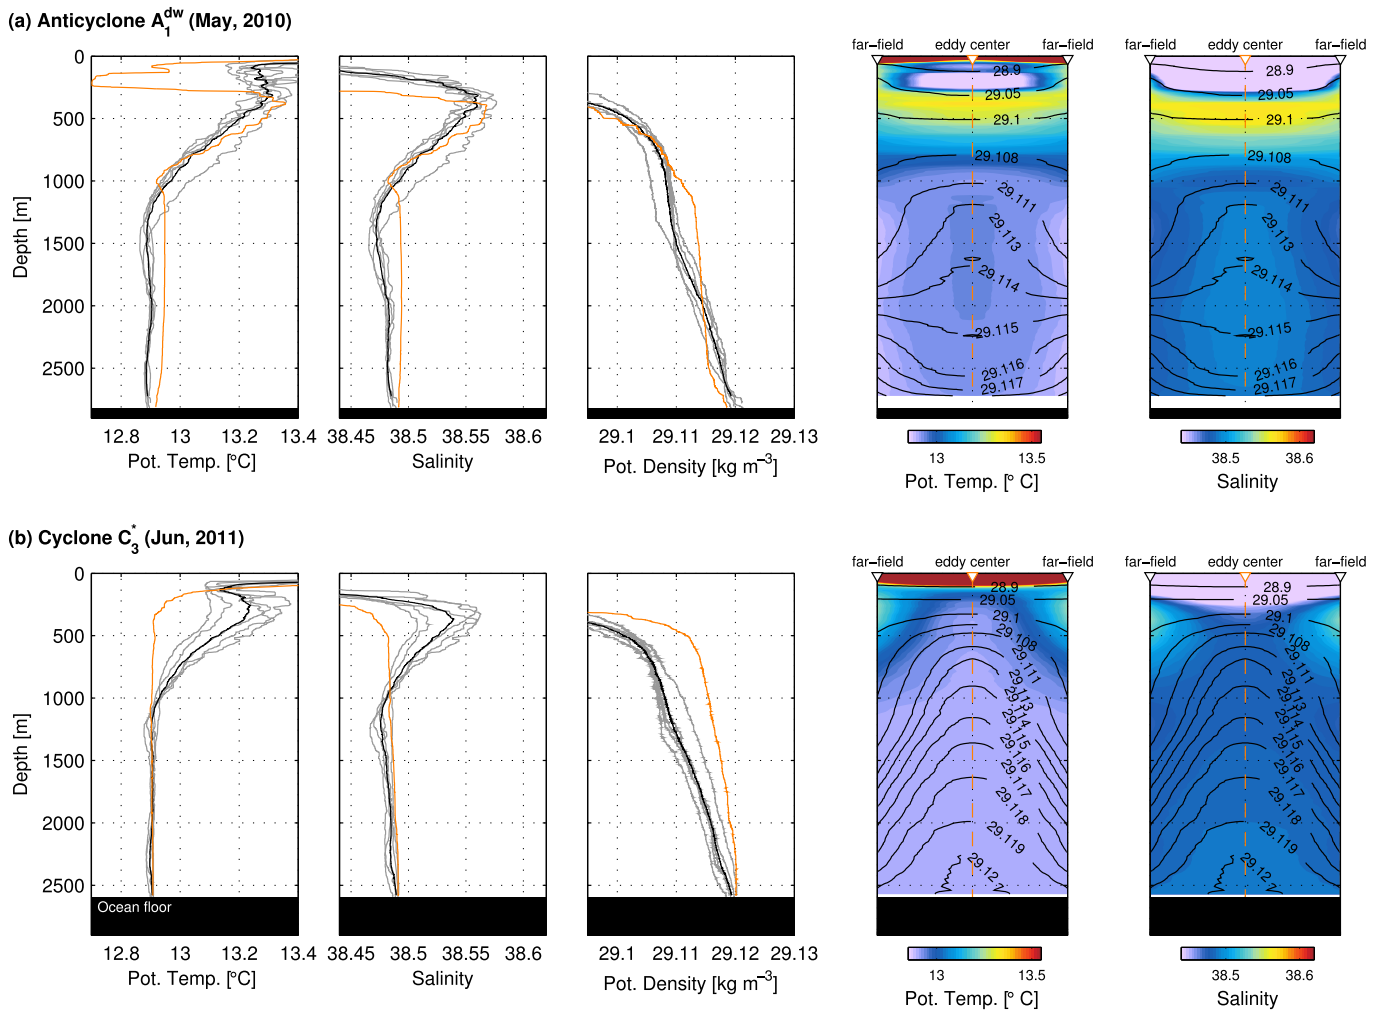 (a) Anticyclone A₁ᵈʷ (May, 2010)
far−field eddy center far−field far−field eddy center far−field
0
500
1000
1500
2000
2500
Depth [m]
12.8 13 13.2 13.4
Pot. Temp. [°C]
38.45 38.5 38.55 38.6
Salinity
29.1 29.11 29.12 29.13
Pot. Density [kg m⁻³]
28.9
29.05
29.1
29.108
29.111
29.113
29.114
29.115
29.116
29.117
13 13.5
Pot. Temp. [° C]
28.9
29.05
29.1
29.108
29.111
29.113
29.114
29.115
29.116
29.117
38.5 38.6
Salinity
(b) Cyclone C₃* (Jun, 2011)
far−field eddy center far−field far−field eddy center far−field
0
500
1000
1500
2000
2500
Depth [m]
Ocean floor
12.8 13 13.2 13.4
Pot. Temp. [°C]
38.45 38.5 38.55 38.6
Salinity
29.1 29.11 29.12 29.13
Pot. Density [kg m⁻³]
28.9
29.05
29.1
29.108
29.111
29.113
29.114
29.115
29.116
29.117
29.118
29.119
29.12
13 13.5
Pot. Temp. [° C]
28.9
29.05
29.1
29.108
29.111
29.113
29.114
29.115
29.116
29.117
29.118
29.119
29.12
38.5 38.6
Salinity